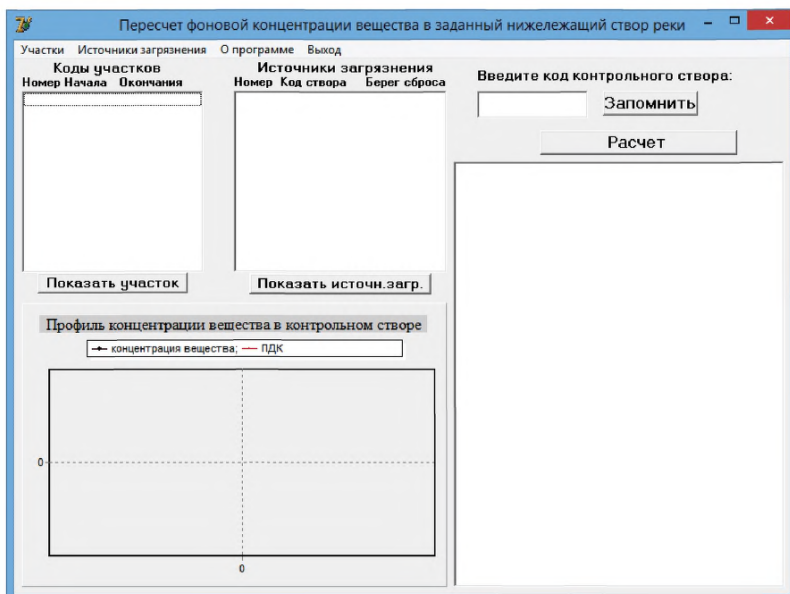 Пересчет фоновой концентрации вещества в заданный нижележащий створ реки
Участки Источники загрязнения О программе Выход
Коды участков
Номер Начала Окончания
Показать участок
Источники загрязнения
Номер Код створа Берег сброса
Показать источн.загр.
Введите код контрольного створа:
Запомнить
Расчет
Профиль концентрации вещества в контрольном створе
концентрация вещества; ПДК
0
0